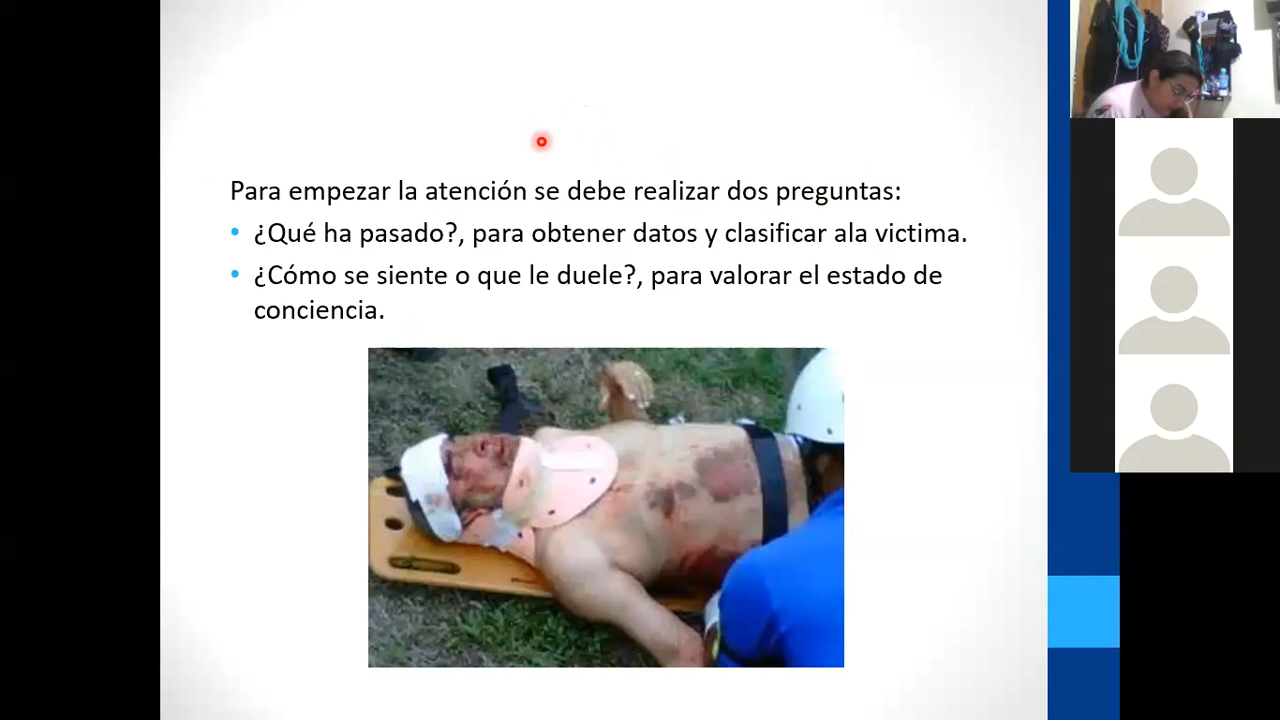 Para empezar la atención se debe realizar dos preguntas:
• ¿Qué ha pasado?, para obtener datos y clasificar ala victima.
• ¿Cómo se siente o que le duele?, para valorar el estado de
conciencia.